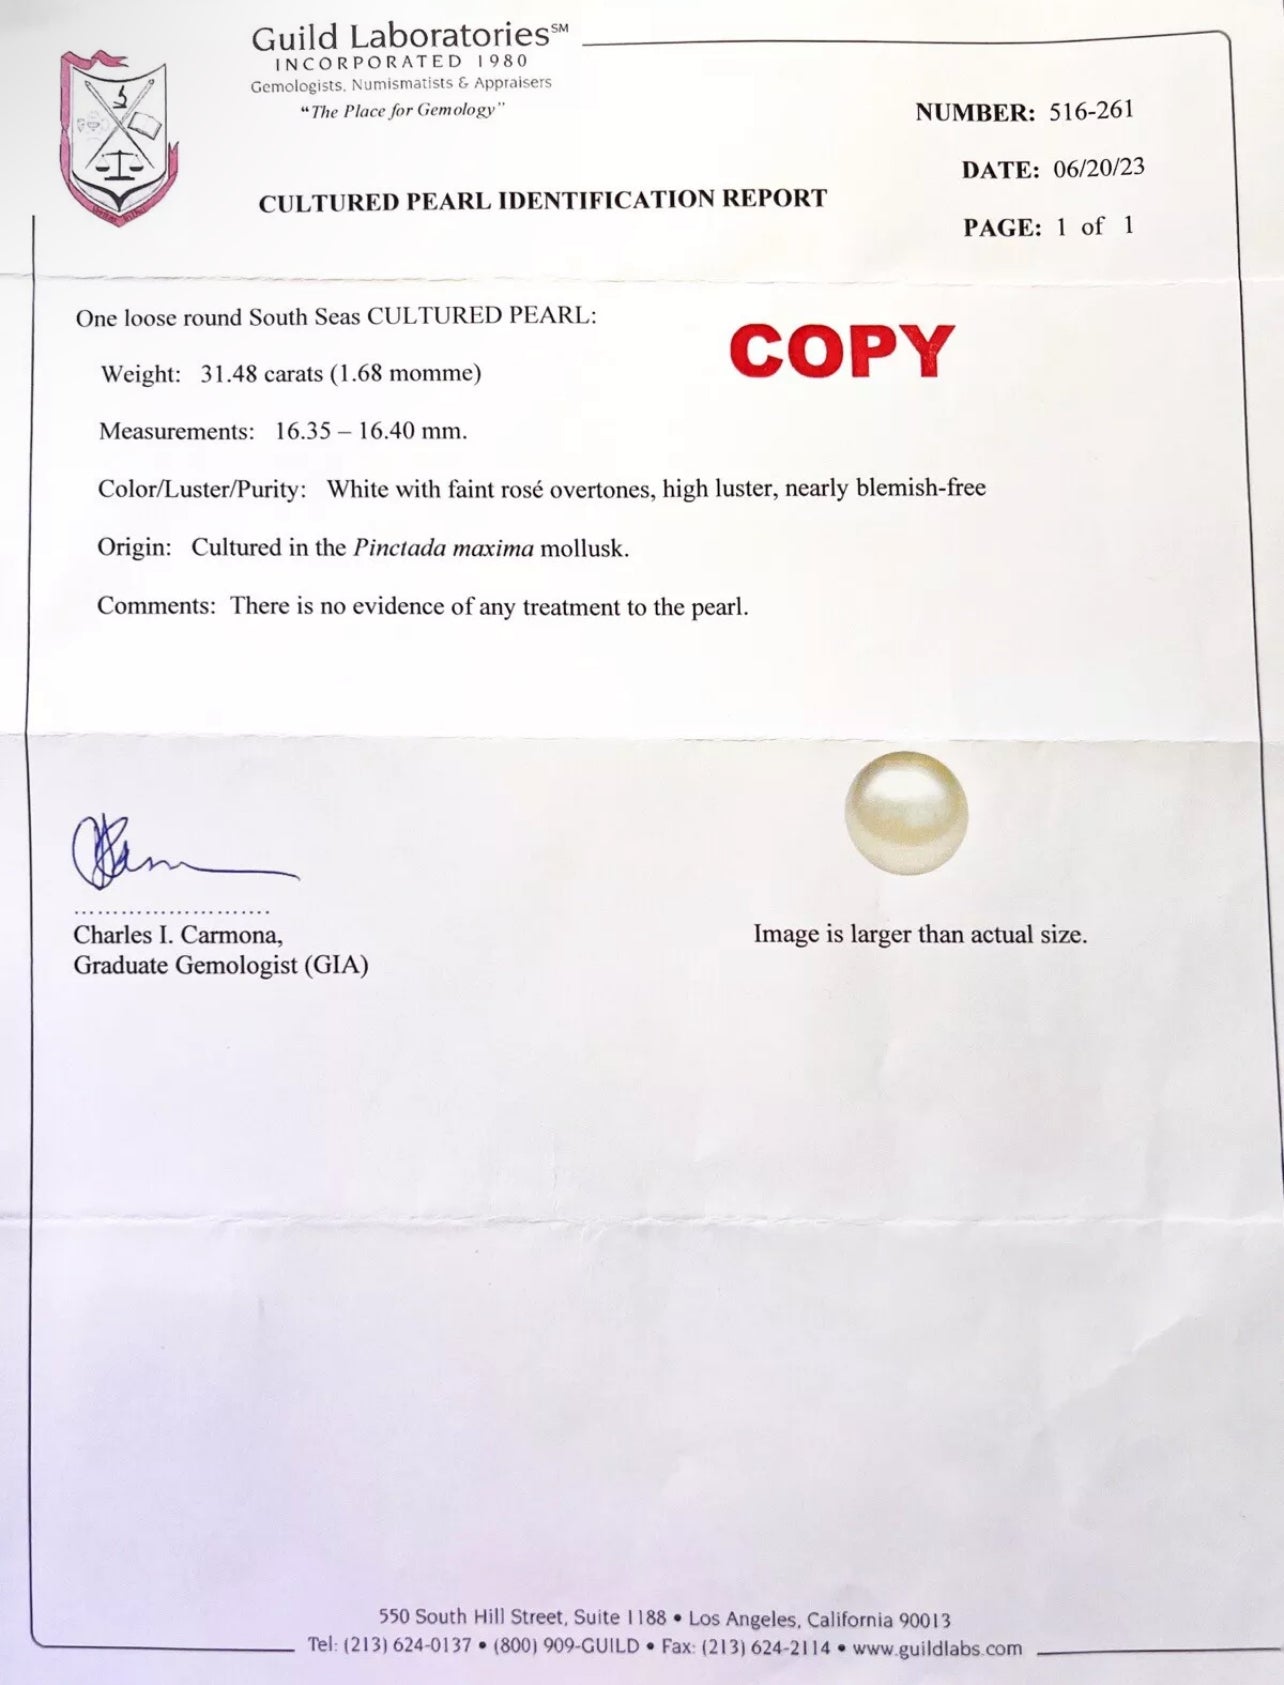 Guild Laboratories℠
INCORPORATED 1980
Gemologists, Numismatists & Appraisers
"The Place for Gemology"
NUMBER: 516-261
DATE: 06/20/23
CULTURED PEARL IDENTIFICATION REPORT
PAGE: 1 of 1
One loose round South Seas CULTURED PEARL:
COPY
Weight: 31.48 carats (1.68 momme)
Measurements: 16.35 – 16.40 mm.
Color/Luster/Purity: White with faint rosé overtones, high luster, nearly blemish-free
Origin: Cultured in the Pinctada maxima mollusk.
Comments: There is no evidence of any treatment to the pearl.
..........................
Charles I. Carmona,
Graduate Gemologist (GIA)
Image is larger than actual size.
550 South Hill Street, Suite 1188 • Los Angeles, California 90013
Tel: (213) 624-0137 • (800) 909-GUILD • Fax: (213) 624-2114 • www.guildlabs.com